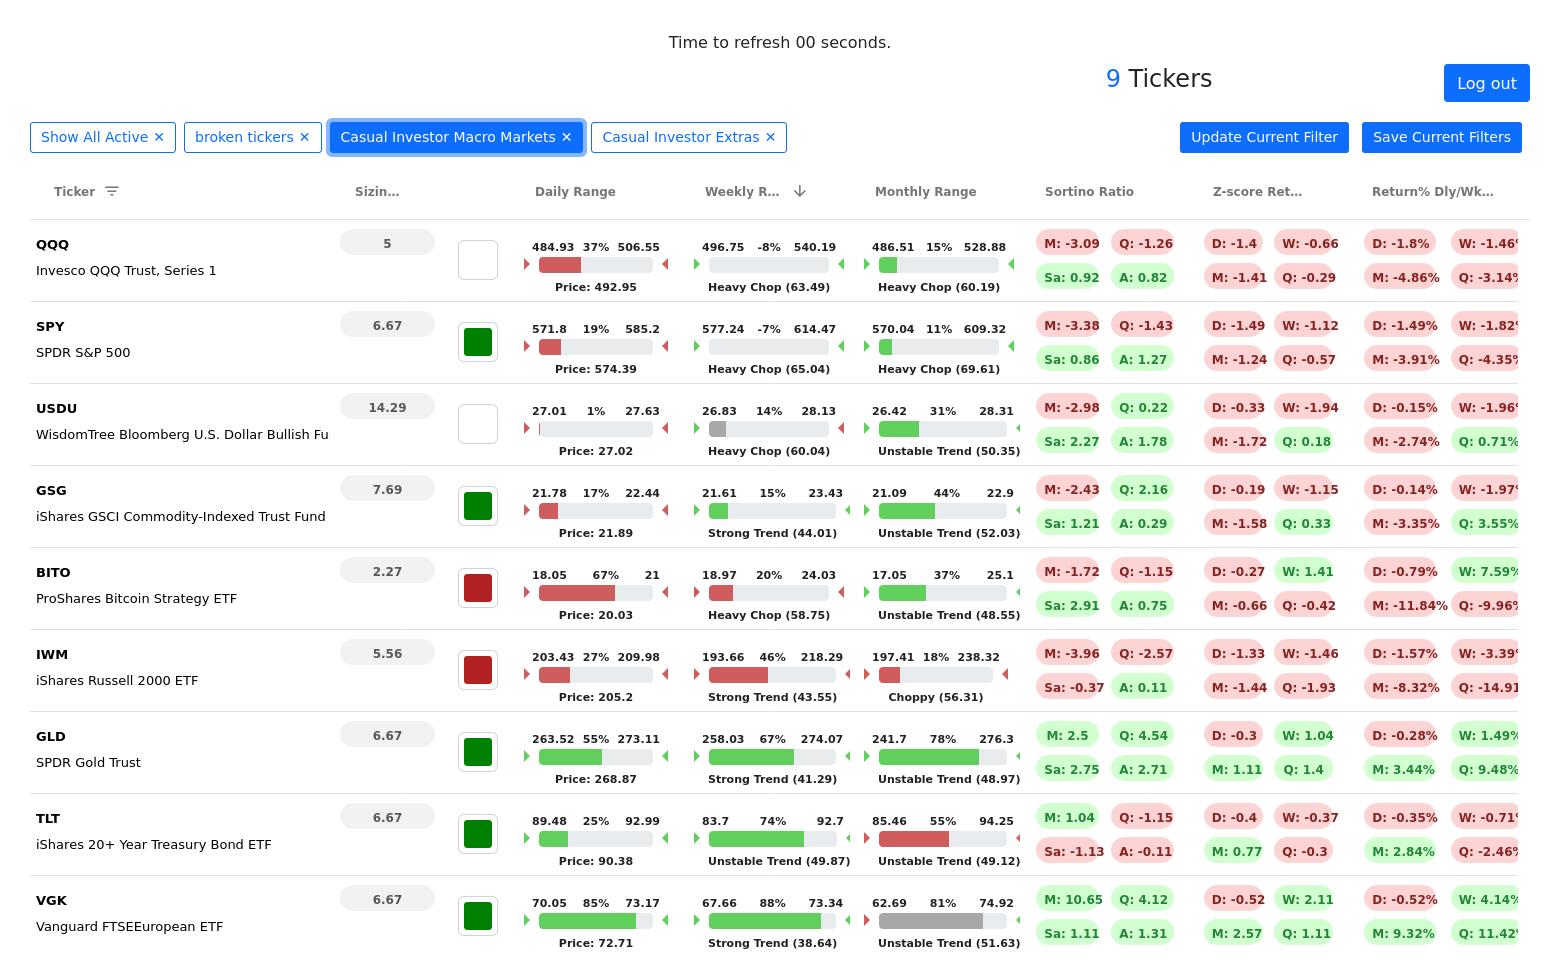 Time to refresh 00 seconds.
9 Tickers
Log out
Show All Active ✕ broken tickers ✕ Casual Investor Macro Markets ✕ Casual Investor Extras ✕ Update Current Filter Save Current Filters
Ticker Sizin... Daily Range Weekly R... Monthly Range Sortino Ratio Z-score Ret... Return% Dly/Wk...
QQQ 5 484.93 37% 506.55 496.75 -8% 540.19 486.51 15% 528.88 M: -3.09 Q: -1.26 D: -1.4 W: -0.66 D: -1.8% W: -1.46%
Invesco QQQ Trust, Series 1 Price: 492.95 Heavy Chop (63.49) Heavy Chop (60.19) Sa: 0.92 A: 0.82 M: -1.41 Q: -0.29 M: -4.86% Q: -3.14%
SPY 6.67 571.8 19% 585.2 577.24 -7% 614.47 570.04 11% 609.32 M: -3.38 Q: -1.43 D: -1.49 W: -1.12 D: -1.49% W: -1.82%
SPDR S&P 500 Price: 574.39 Heavy Chop (65.04) Heavy Chop (69.61) Sa: 0.86 A: 1.27 M: -1.24 Q: -0.57 M: -3.91% Q: -4.35%
USDU 14.29 27.01 1% 27.63 26.83 14% 28.13 26.42 31% 28.31 M: -2.98 Q: 0.22 D: -0.33 W: -1.94 D: -0.15% W: -1.96%
WisdomTree Bloomberg U.S. Dollar Bullish Fu Price: 27.02 Heavy Chop (60.04) Unstable Trend (50.35) Sa: 2.27 A: 1.78 M: -1.72 Q: 0.18 M: -2.74% Q: 0.71%
GSG 7.69 21.78 17% 22.44 21.61 15% 23.43 21.09 44% 22.9 M: -2.43 Q: 2.16 D: -0.19 W: -1.15 D: -0.14% W: -1.97%
iShares GSCI Commodity-Indexed Trust Fund Price: 21.89 Strong Trend (44.01) Unstable Trend (52.03) Sa: 1.21 A: 0.29 M: -1.58 Q: 0.33 M: -3.35% Q: 3.55%
BITO 2.27 18.05 67% 21 18.97 20% 24.03 17.05 37% 25.1 M: -1.72 Q: -1.15 D: -0.27 W: 1.41 D: -0.79% W: 7.59%
ProShares Bitcoin Strategy ETF Price: 20.03 Heavy Chop (58.75) Unstable Trend (48.55) Sa: 2.91 A: 0.75 M: -0.66 Q: -0.42 M: -11.84% Q: -9.96%
IWM 5.56 203.43 27% 209.98 193.66 46% 218.29 197.41 18% 238.32 M: -3.96 Q: -2.57 D: -1.33 W: -1.46 D: -1.57% W: -3.39%
iShares Russell 2000 ETF Price: 205.2 Strong Trend (43.55) Choppy (56.31) Sa: -0.37 A: 0.11 M: -1.44 Q: -1.93 M: -8.32% Q: -14.91
GLD 6.67 263.52 55% 273.11 258.03 67% 274.07 241.7 78% 276.3 M: 2.5 Q: 4.54 D: -0.3 W: 1.04 D: -0.28% W: 1.49%
SPDR Gold Trust Price: 268.87 Strong Trend (41.29) Unstable Trend (48.97) Sa: 2.75 A: 2.71 M: 1.11 Q: 1.4 M: 3.44% Q: 9.48%
TLT 6.67 89.48 25% 92.99 83.7 74% 92.7 85.46 55% 94.25 M: 1.04 Q: -1.15 D: -0.4 W: -0.37 D: -0.35% W: -0.71%
iShares 20+ Year Treasury Bond ETF Price: 90.38 Unstable Trend (49.87) Unstable Trend (49.12) Sa: -1.13 A: -0.11 M: 0.77 Q: -0.3 M: 2.84% Q: -2.46%
VGK 6.67 70.05 85% 73.17 67.66 88% 73.34 62.69 81% 74.92 M: 10.65 Q: 4.12 D: -0.52 W: 2.11 D: -0.52% W: 4.14%
Vanguard FTSEEuropean ETF Price: 72.71 Strong Trend (38.64) Unstable Trend (51.63) Sa: 1.11 A: 1.31 M: 2.57 Q: 1.11 M: 9.32% Q: 11.42%